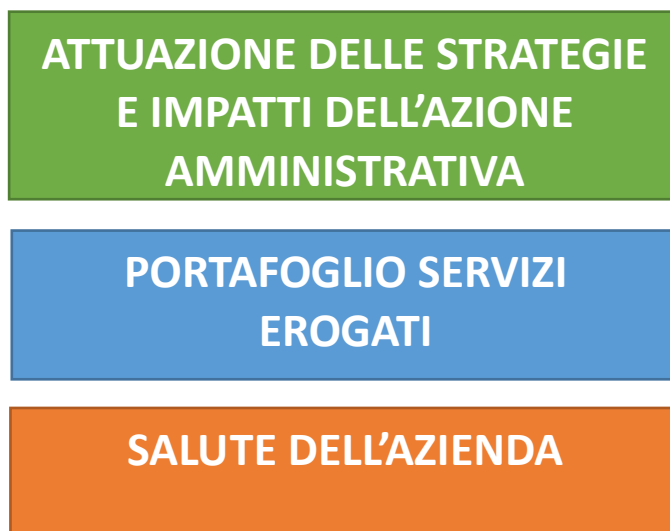 ATTUAZIONE DELLE STRATEGIE
E IMPATTI DELL’AZIONE
AMMINISTRATIVA
PORTAFOGLIO SERVIZI
EROGATI
SALUTE DELL’AZIENDA